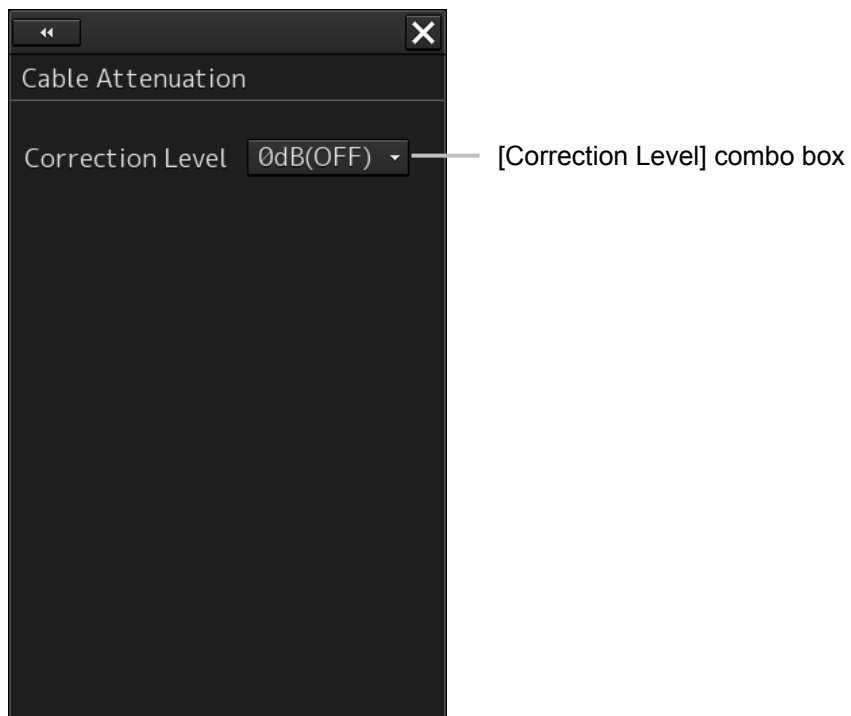 Cable Attenuation
Correction Level 0dB(OFF)
[Correction Level] combo box